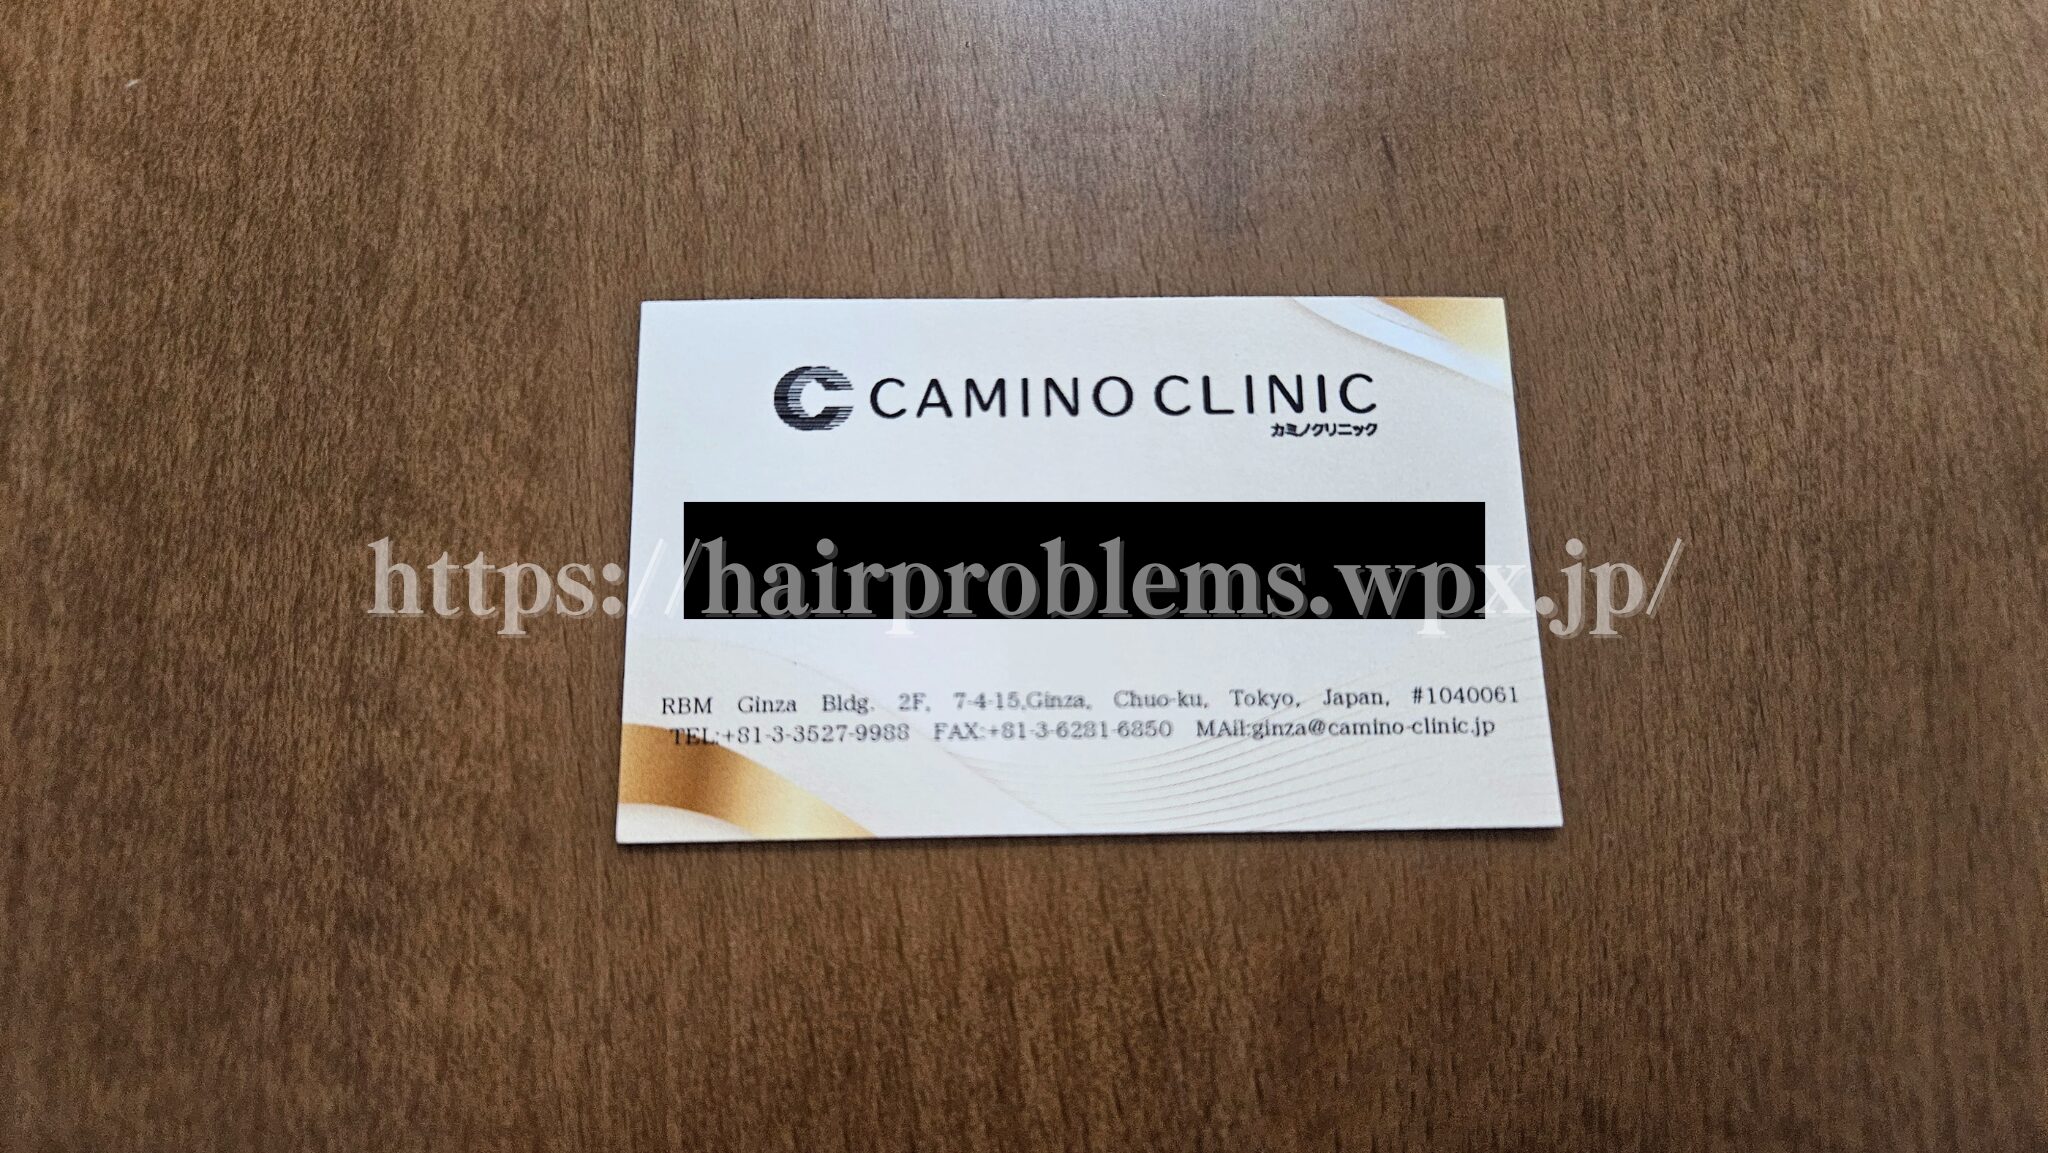 CAMINO CLINIC
カミノクリニック
https://hairproblems.wpx.jp/
RBM Ginza Bldg. 2F, 7-4-15,Ginza, Chuo-ku, Tokyo, Japan, #1040061
TEL:+81-3-3527-9988 FAX:+81-3-6281-6850 MAil:ginza@camino-clinic.jp